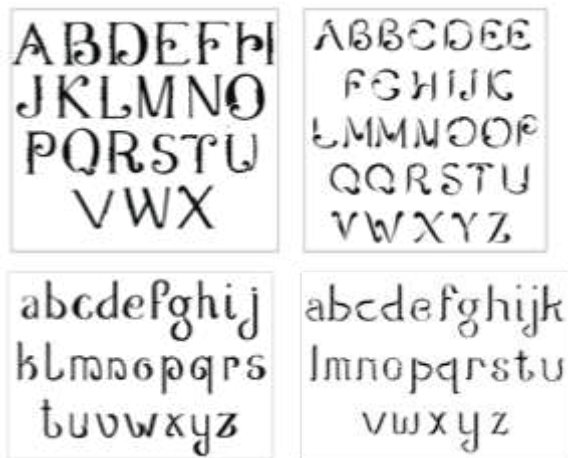 ABDEFH
JKLMNO
PQRSTU
VWX
ABBCDEE
FGHIJK
LMMNOOP
QQRSTU
VWXYZ
abcdefghij
klmnopqrs
tuvwxyz
abcdefghijk
lmnopqrstu
vwxyz